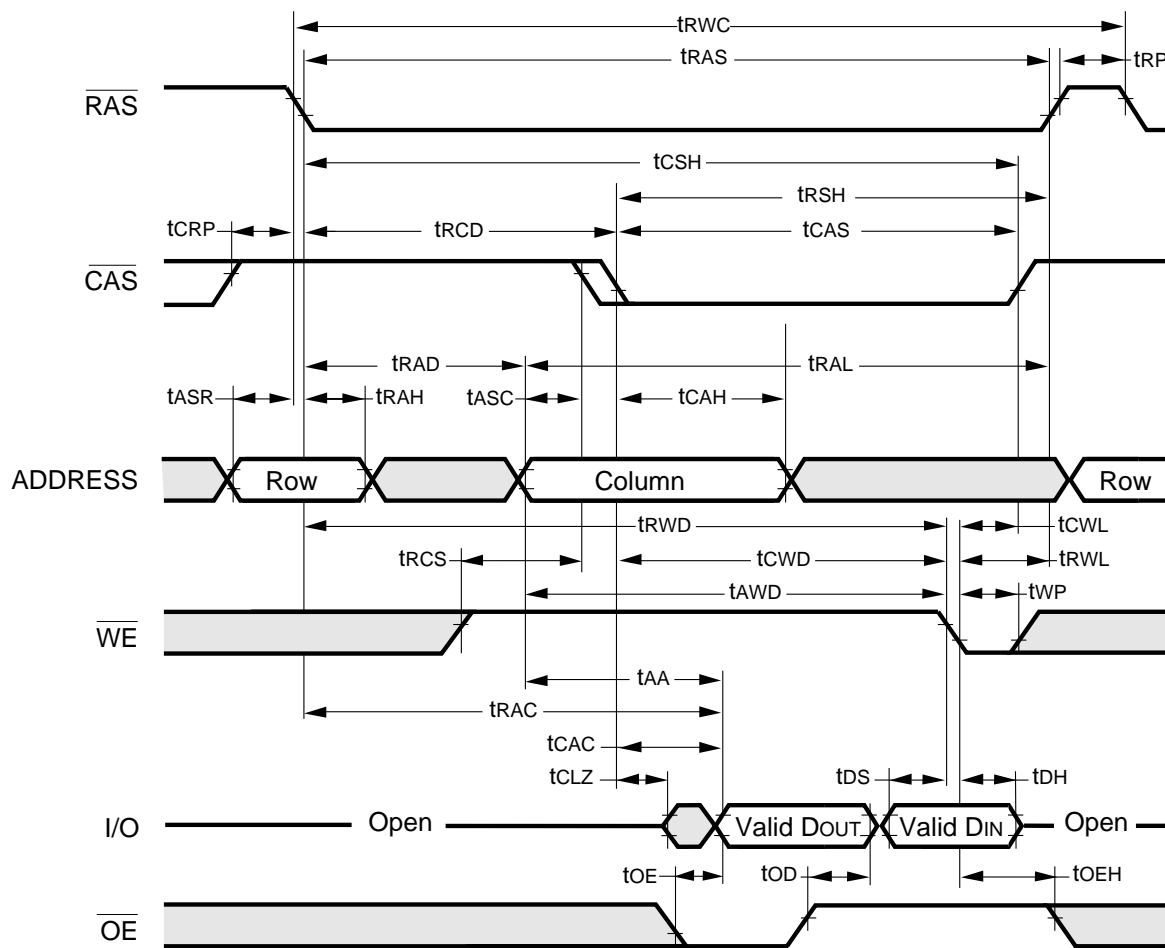 tRWC
tRAS
tRP
RAS
tCSH
tRSH
tCRP
tRCD
tCAS
CAS
tRAD
tRAL
tASR
tRAH
tASC
tCAH
ADDRESS
Row
Column
Row
tRWD
tCWL
tRCS
tCWD
tRWL
tAWD
tWP
WE
tAA
tRAC
tCAC
tCLZ
tDS
tDH
I/O
Open
Valid DOUT
Valid DIN
Open
tOE
tOD
tOEH
OE